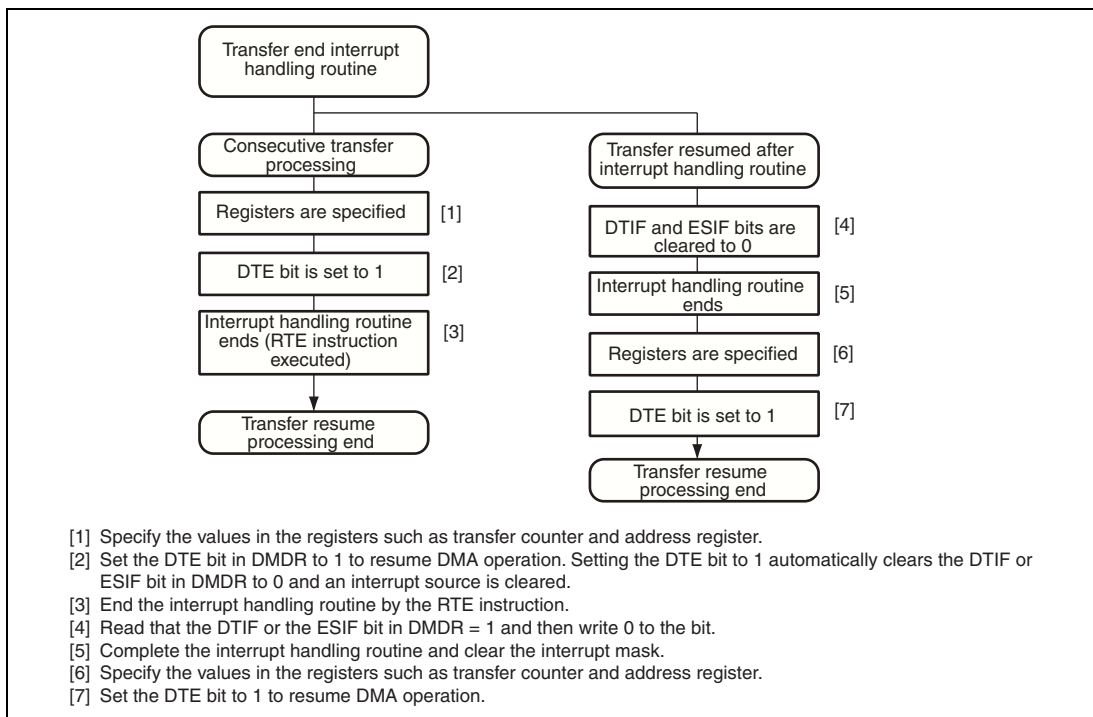 Transfer end interrupt
handling routine
Consecutive transfer
processing
Registers are specified
[1]
DTE bit is set to 1
[2]
Interrupt handling routine
ends (RTE instruction
executed)
[3]
Transfer resume
processing end
Transfer resumed after
interrupt handling routine
DTIF and ESIF bits are
cleared to 0
[4]
Interrupt handling routine
ends
[5]
Registers are specified
[6]
DTE bit is set to 1
[7]
Transfer resume
processing end
[1] Specify the values in the registers such as transfer counter and address register.
[2] Set the DTE bit in DMDR to 1 to resume DMA operation. Setting the DTE bit to 1 automatically clears the DTIF or
ESIF bit in DMDR to 0 and an interrupt source is cleared.
[3] End the interrupt handling routine by the RTE instruction.
[4] Read that the DTIF or the ESIF bit in DMDR = 1 and then write 0 to the bit.
[5] Complete the interrupt handling routine and clear the interrupt mask.
[6] Specify the values in the registers such as transfer counter and address register.
[7] Set the DTE bit to 1 to resume DMA operation.